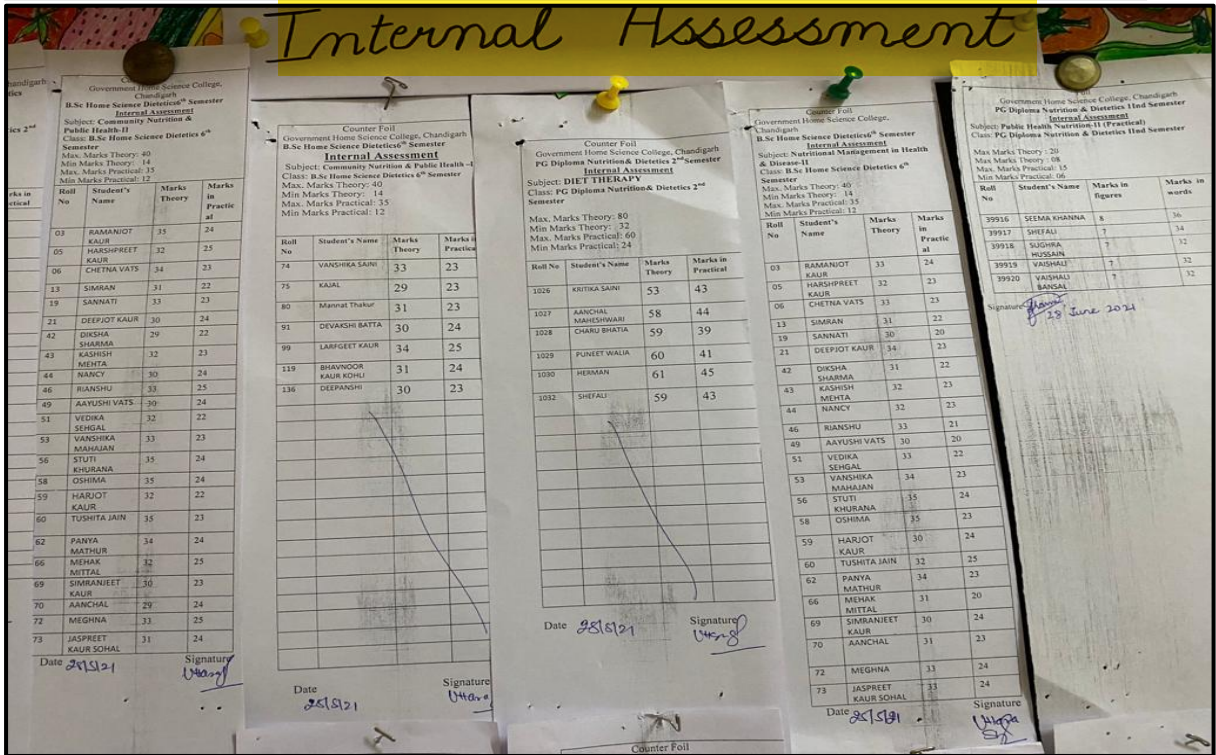 Internal Assessment
Government Home Science College,
Chandigarh
B.Sc Home Science Dietetics6th Semester
Internal Assessment
Subject: Community Nutrition &
Public Health-II
Class: B.Sc Home Science Dietetics 6th
Semester
Max. Marks Theory: 40
Min Marks Theory: 14
Max. Marks Practical: 35
Min Marks Practical: 12
Roll No Student's Name Marks Theory Marks in Practical
03 RAMANJOT KAUR 35 24
05 HARSHPREET KAUR 32 25
06 CHETNA VATS 34 23
13 SIMRAN 31 22
19 SANNATI 33 23
21 DEEPJOT KAUR 30 24
42 DIKSHA SHARMA 29 22
43 KASHISH MEHTA 32 23
44 NANCY 30 24
46 RIANSHU 33 25
49 AAYUSHI VATS 30 24
51 VEDIKA SEHGAL 32 22
53 VANSHIKA MAHAJAN 33 23
56 STUTI KHURANA 35 24
58 OSHIMA 35 24
59 HARJOT KAUR 32 22
60 TUSHITA JAIN 35 23
62 PANYA MATHUR 34 24
66 MEHAK MITTAL 32 25
69 SIMRANJEET KAUR 30 23
70 AANCHAL 29 24
72 MEGHNA 33 25
73 JASPREET KAUR SOHAL 31 24
Date 28/5/21 Signature
Counter Foil
Government Home Science College, Chandigarh
B.Sc Home Science Dietetics6th Semester
Internal Assessment
Subject: Community Nutrition & Public Health -I
Class: B.Sc Home Science Dietetics 6th Semester
Max. Marks Theory: 40
Min Marks Theory: 14
Max. Marks Practical: 35
Min Marks Practical: 12
Roll No Student's Name Marks Theory Marks Practica
74 VANSHIKA SAINI 33 23
75 KAJAL 29 23
80 Mannat Thakur 31 23
91 DEVAKSHI BATTA 30 24
99 LARFGEET KAUR 34 25
119 BHAVNOOR KAUR KOHLI 31 24
136 DEEPANSHI 30 23
Date Signature
25/5/21
Counter Foil
Government Home Science College, Chandigarh
PG Diploma Nutrition& Dietetics 2nd Semester
Internal Assessment
Subject: DIET THERAPY
Class: PG Diploma Nutrition& Dietetics 2nd
Semester
Max. Marks Theory: 80
Min Marks Theory: 32
Max. Marks Practical: 60
Min Marks Practical: 24
Roll No Student's Name Marks Theory Marks in Practical
1026 KRITIKA SAINI 53 43
1027 AANCHAL MAHESHWARI 58 44
1028 CHARU BHATIA 59 39
1029 PUNEET WALIA 60 41
1030 HERMAN 61 45
1032 SHEFALI 59 43
Date 28/5/21 Signature
Counter Foil
Counter Foil
Government Home Science College,
Chandigarh
B.Sc Home Science Dietetics6th Semester
Internal Assessment
Subject: Nutritional Management in Health
& Disease-II
Class: B.Sc Home Science Dietetics 6th
Semester
Max. Marks Theory: 40
Min Marks Theory: 14
Max. Marks Practical: 35
Min Marks Practical: 12
Roll No Student's Name Marks Theory Marks in Practical
03 RAMANJOT KAUR 33 24
05 HARSHPREET KAUR 32 23
06 CHETNA VATS 33 23
13 SIMRAN 31 22
19 SANNATI 30 20
21 DEEPJOT KAUR 34 23
42 DIKSHA SHARMA 31 22
43 KASHISH MEHTA 32 23
44 NANCY 32 23
46 RIANSHU 33 21
49 AAYUSHI VATS 30 20
51 VEDIKA SEHGAL 33 22
53 VANSHIKA MAHAJAN 34 23
56 STUTI KHURANA 35 24
58 OSHIMA 35 23
59 HARJOT KAUR 30 24
60 TUSHITA JAIN 32 25
62 PANYA MATHUR 34 23
66 MEHAK MITTAL 31 20
69 SIMRANJEET KAUR 30 24
70 AANCHAL 31 23
72 MEGHNA 33 24
73 JASPREET KAUR SOHAL 33 24
Date 25/5/21 Signature
Government Home Science College, Chandigarh
PG Diploma Nutrition & Dietetics IInd Semester
Internal Assessment
Subject: Public Health Nutrition-II (Practical)
Class: PG Diploma Nutrition & Dietetics IInd Semester
Max Marks Theory : 20
Max Marks Theory : 08
Max Marks Practical: 15
Min Marks Practical: 06
Roll No Student's Name Marks in figures Marks in words
39916 SEEMA KHANNA 8 36
39917 SHEFALI ? 34
39918 SUGHRA HUSSAIN ? 32
39919 VAISHALI ? 32
39920 VAISHALI BANSAL ? 32
Signature
28 June 2021